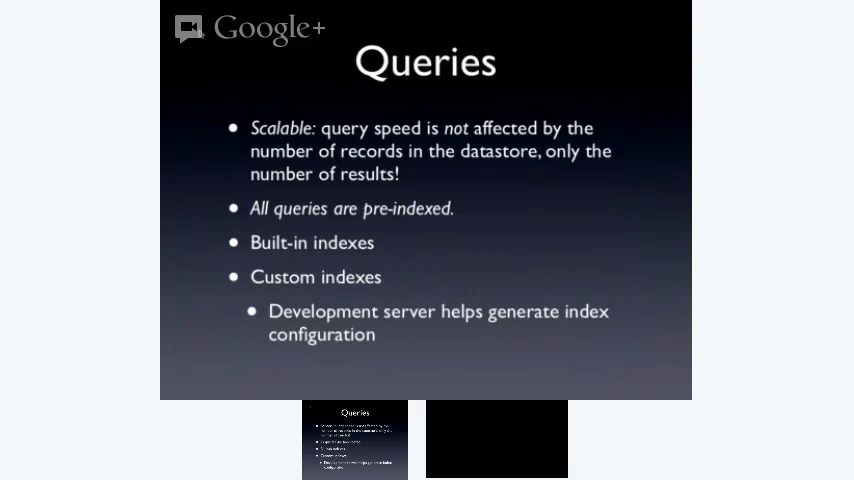 Google+
Queries
• Scalable: query speed is not affected by the
number of records in the datastore, only the
number of results!
• All queries are pre-indexed.
• Built-in indexes
• Custom indexes
• Development server helps generate index
configuration
Queries